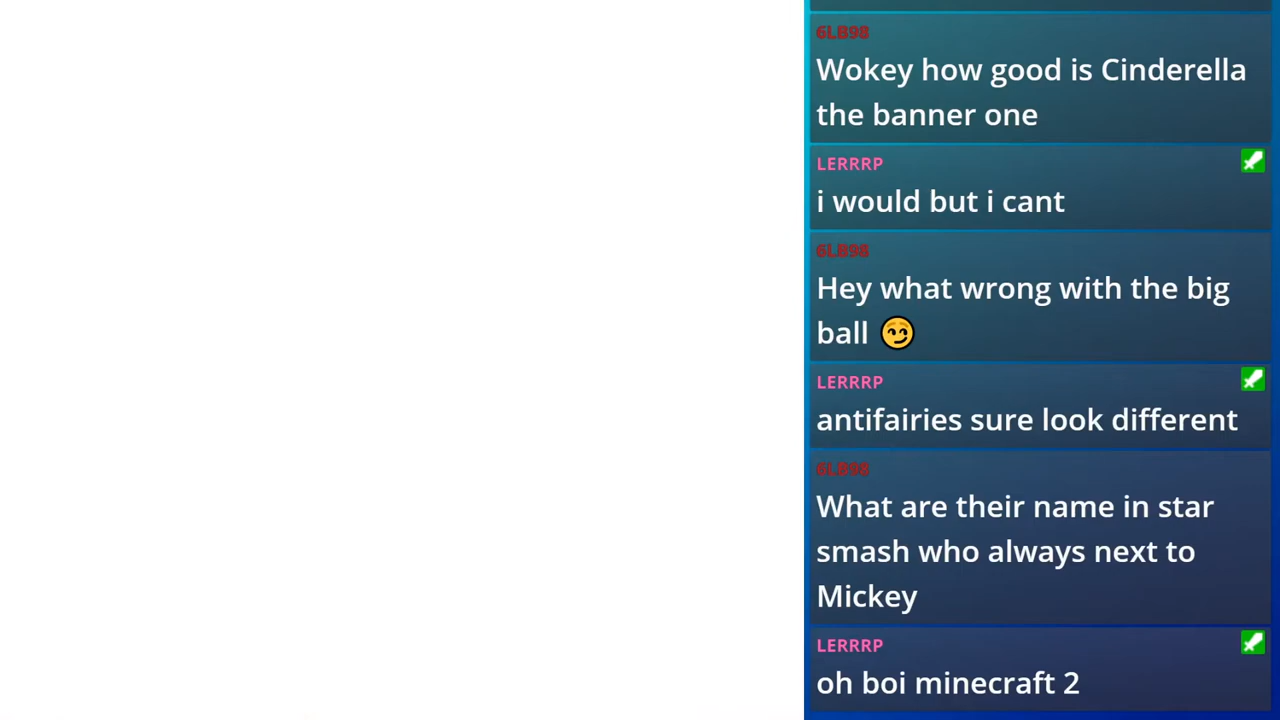 GLB98
Wokey how good is Cinderella
the banner one
LERRRP
i would but i cant
GLB98
Hey what wrong with the big
ball 😏
LERRRP
antifairies sure look different
GLB98
What are their name in star
smash who always next to
Mickey
LERRRP
oh boi minecraft 2